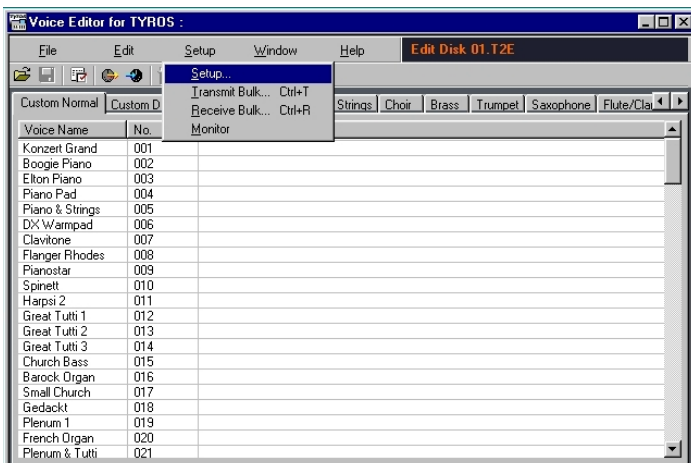 Voice Editor for TYROS :
File Edit Setup Window Help Edit Disk 01.T2E
Setup...
Transmit Bulk... Ctrl+T
Receive Bulk... Ctrl+R
Monitor
Custom Normal Custom D Strings Choir Brass Trumpet Saxophone Flute/Cla
Voice Name No.
Konzert Grand 001
Boogie Piano 002
Elton Piano 003
Piano Pad 004
Piano & Strings 005
DX Warmpad 006
Clavitone 007
Flanger Rhodes 008
Pianostar 009
Spinett 010
Harpsi 2 011
Great Tutti 1 012
Great Tutti 2 013
Great Tutti 3 014
Church Bass 015
Barock Organ 016
Small Church 017
Gedackt 018
Plenum 1 019
French Organ 020
Plenum & Tutti 021